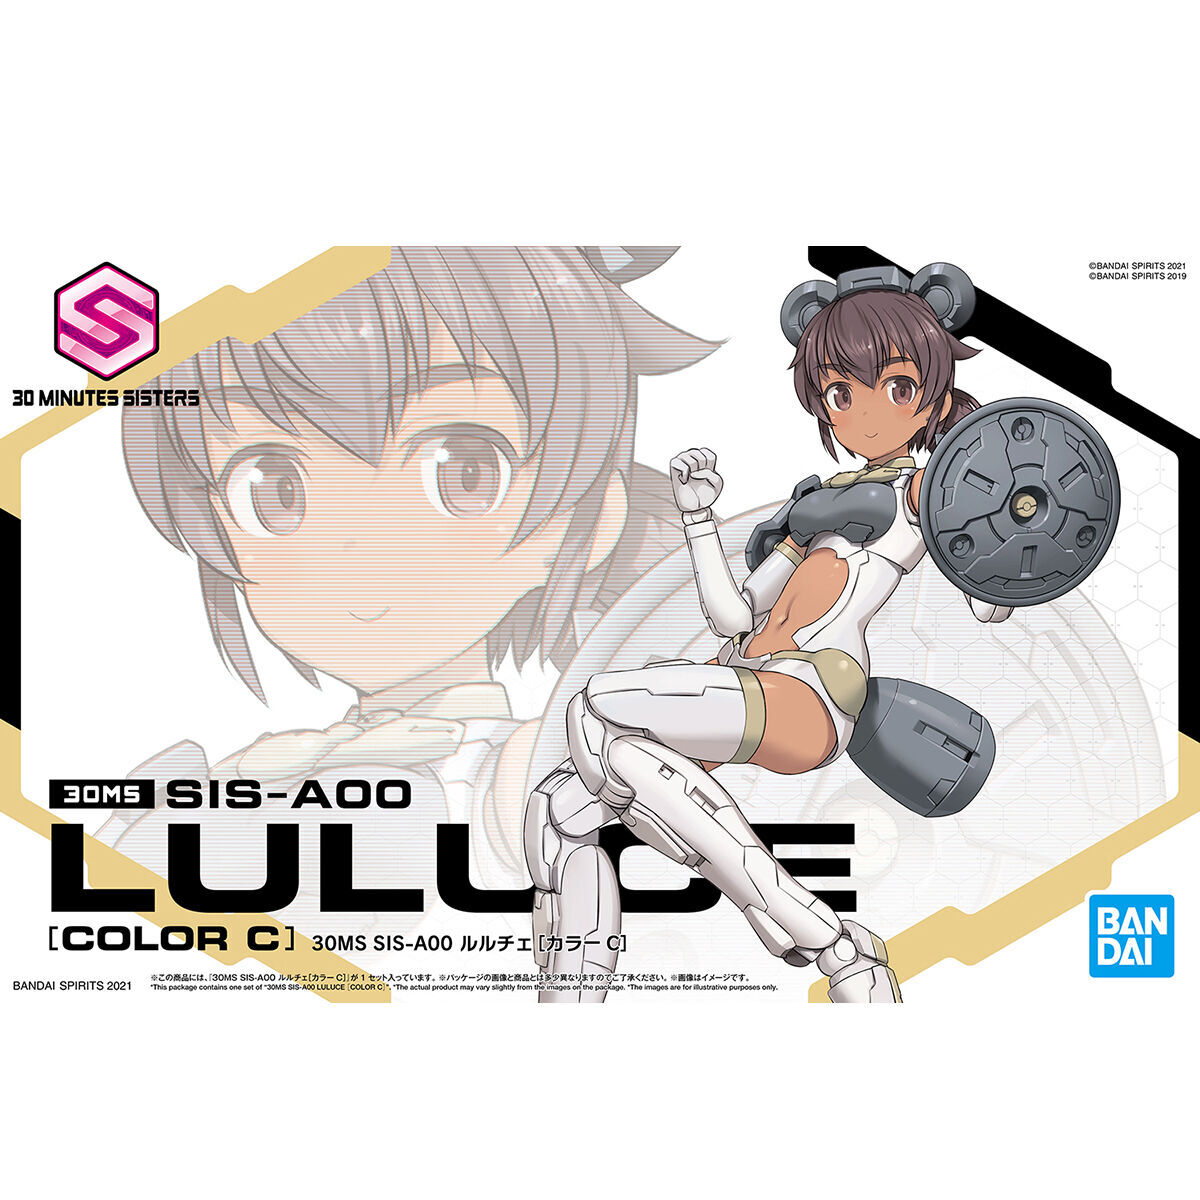 ©BANDAI SPIRITS 2021
©BANDAI SPIRITS 2019
S
30 MINUTES SISTERS
30MS SIS-A00
LULUCE
[COLOR C] 30MS SIS-A00 ルルチェ [カラー C]
BAN
DAI
※この商品には、「30MS SIS-A00 ルルチェ[カラー C]」が 1 セット入っています。※パッケージの画像と商品とは多少異なりますのでご了承ください。※画像はイメージです。
BANDAI SPIRITS 2021
*This package contains one set of "30MS SIS-A00 LULUCE [COLOR C]". *The actual product may vary slightly from the images on the package. *The images are for illustrative purposes only.